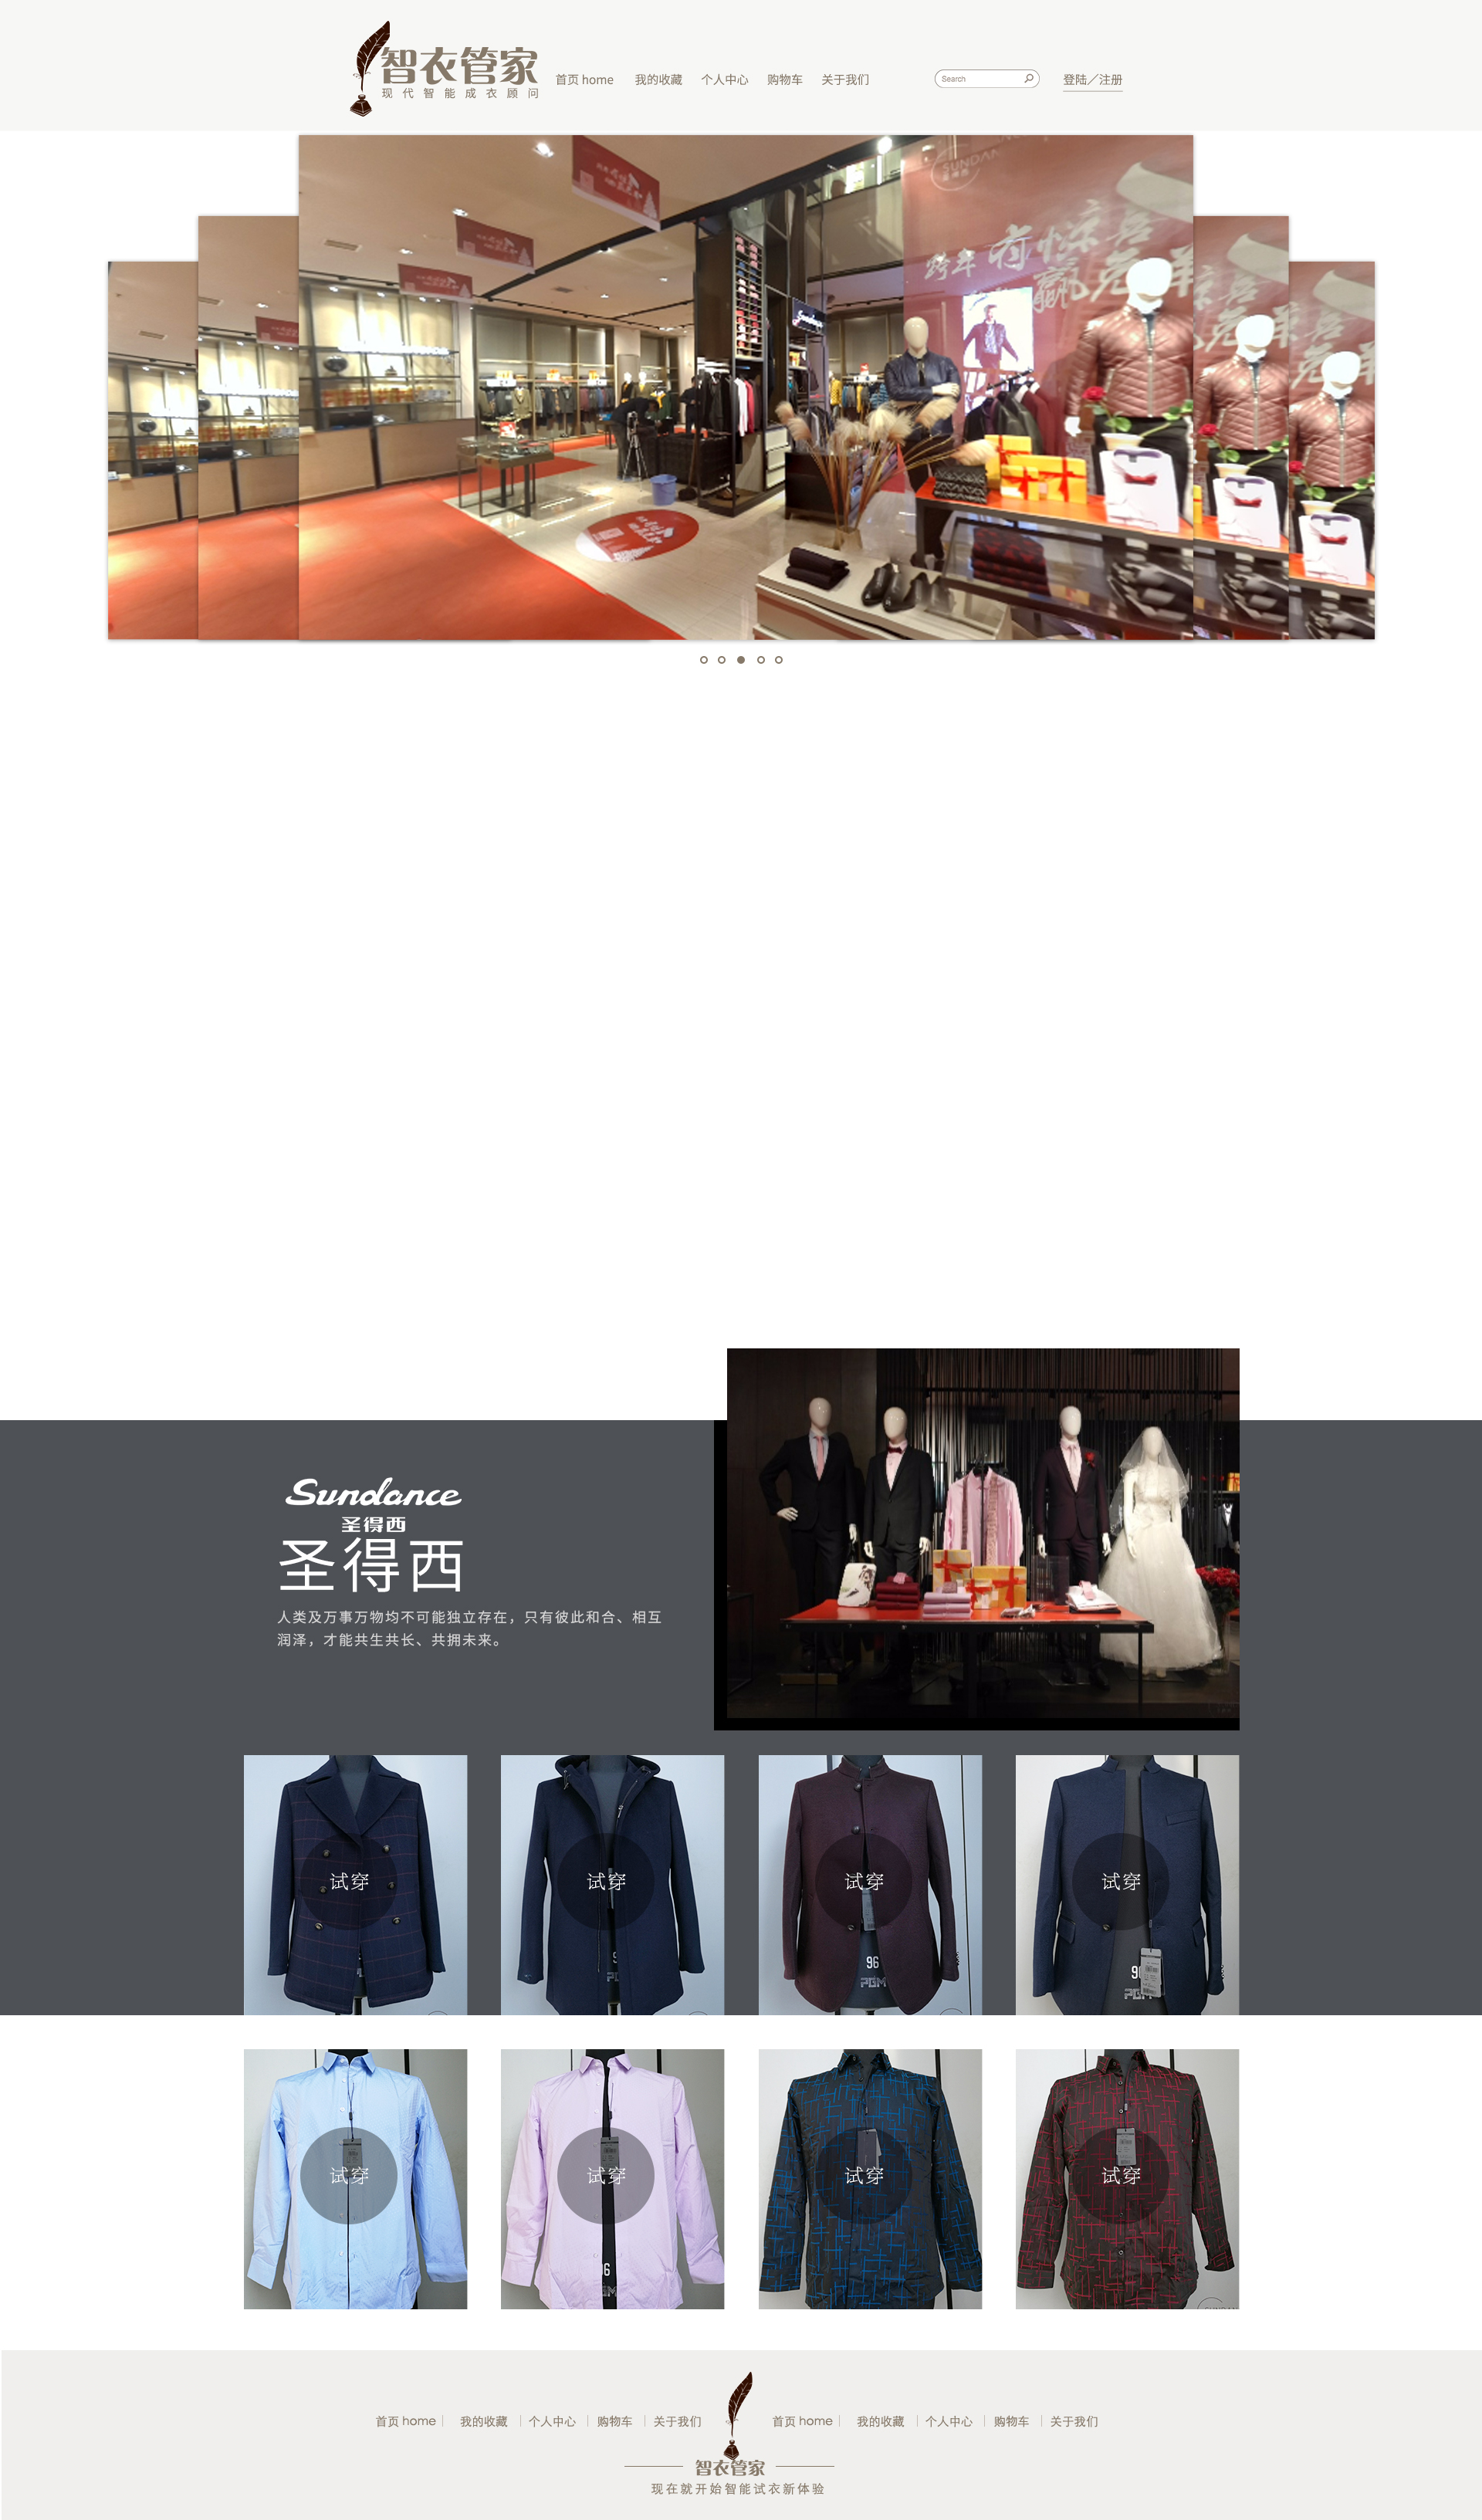 智衣管家
现代智能成衣顾问
首页 home 我的收藏 个人中心 购物车 关于我们
Search
登陆／注册
SUNDAN
跨年
Sundance
圣得西
圣得西
人类及万事万物均不可能独立存在，只有彼此和合、相互
润泽，才能共生共长、共拥未来。
试穿 试穿 试穿 试穿
96
PGM
试穿 试穿 试穿 试穿
首页 home 我的收藏 个人中心 购物车 关于我们
首页 home 我的收藏 个人中心 购物车 关于我们
智衣管家
现在就开始智能试衣新体验